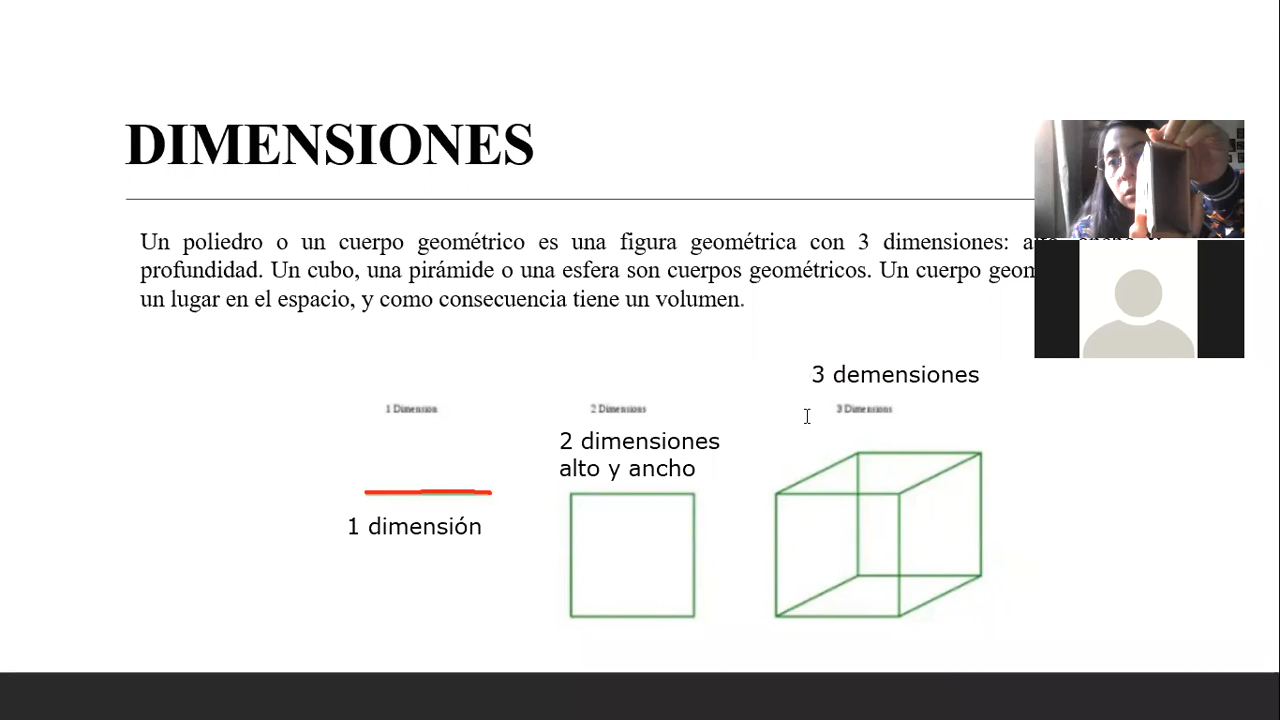 DIMENSIONES
Un poliedro o un cuerpo geométrico es una figura geométrica con 3 dimensiones:
profundidad. Un cubo, una pirámide o una esfera son cuerpos geométricos. Un cuerpo
un lugar en el espacio, y como consecuencia tiene un volumen.
3 demensiones
1 Dimension
2 Dimensions
3 Dimensions
2 dimensiones
alto y ancho
1 dimensión